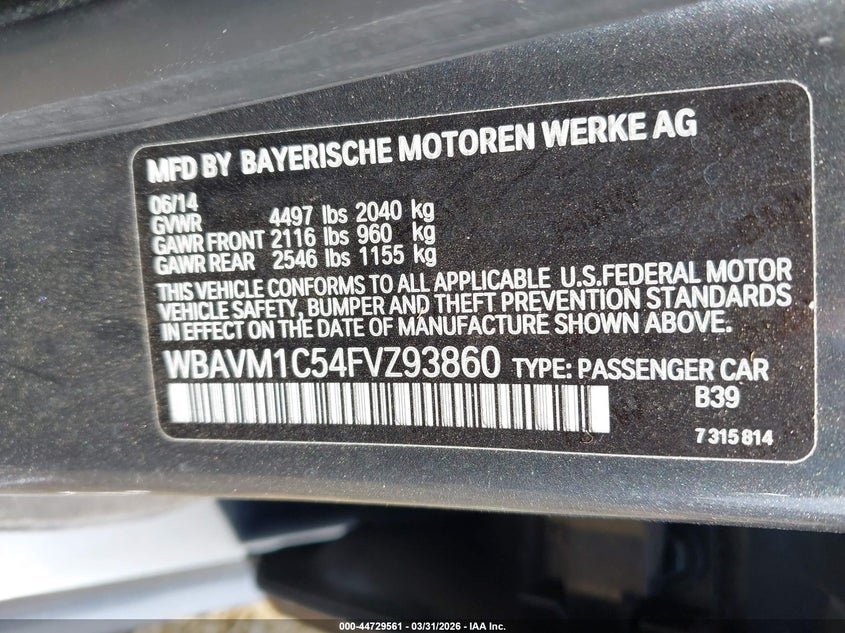 MFD BY BAYERISCHE MOTOREN WERKE AG
06/14
GVWR 4497 lbs 2040 kg
GAWR FRONT 2116 lbs 960 kg
GAWR REAR 2546 lbs 1155 kg
THIS VEHICLE CONFORMS TO ALL APPLICABLE U.S.FEDERAL MOTOR
VEHICLE SAFETY, BUMPER AND THEFT PREVENTION STANDARDS
IN EFFECT ON THE DATE OF MANUFACTURE SHOWN ABOVE.
WBAVM1C54FVZ93860 TYPE: PASSENGER CAR
B39
7 315 814
000-44729561 | 03/31/2026 | IAA Inc.